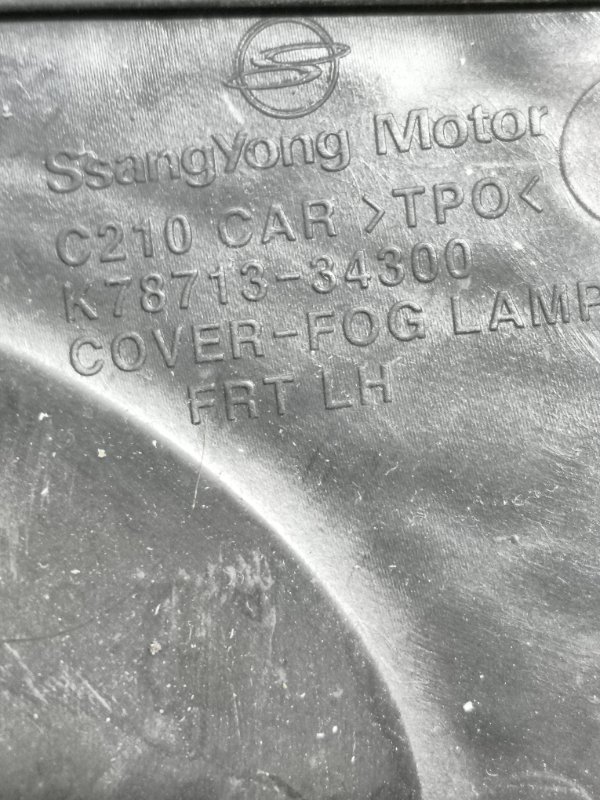 SsangYong Motor
C210 CAR >TPO<
K78713-34300
COVER-FOG LAMP
FRT LH